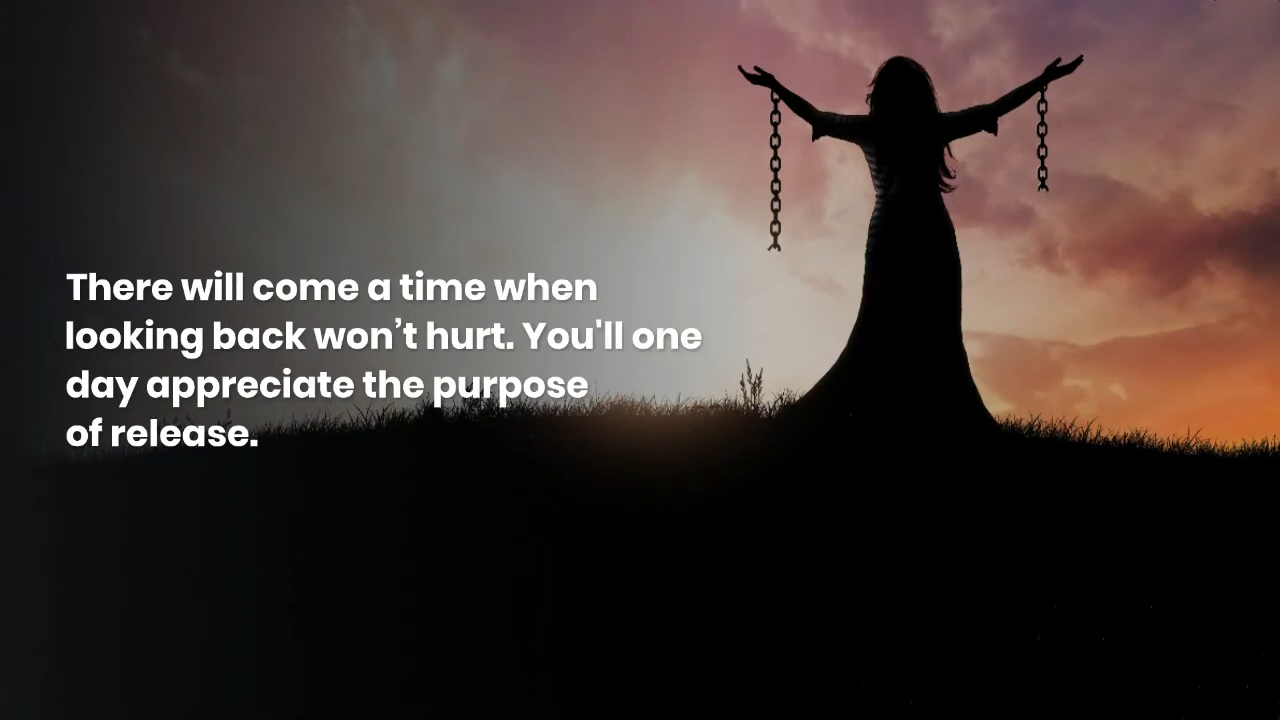 There will come a time when
looking back won’t hurt. You'll one
day appreciate the purpose
of release.